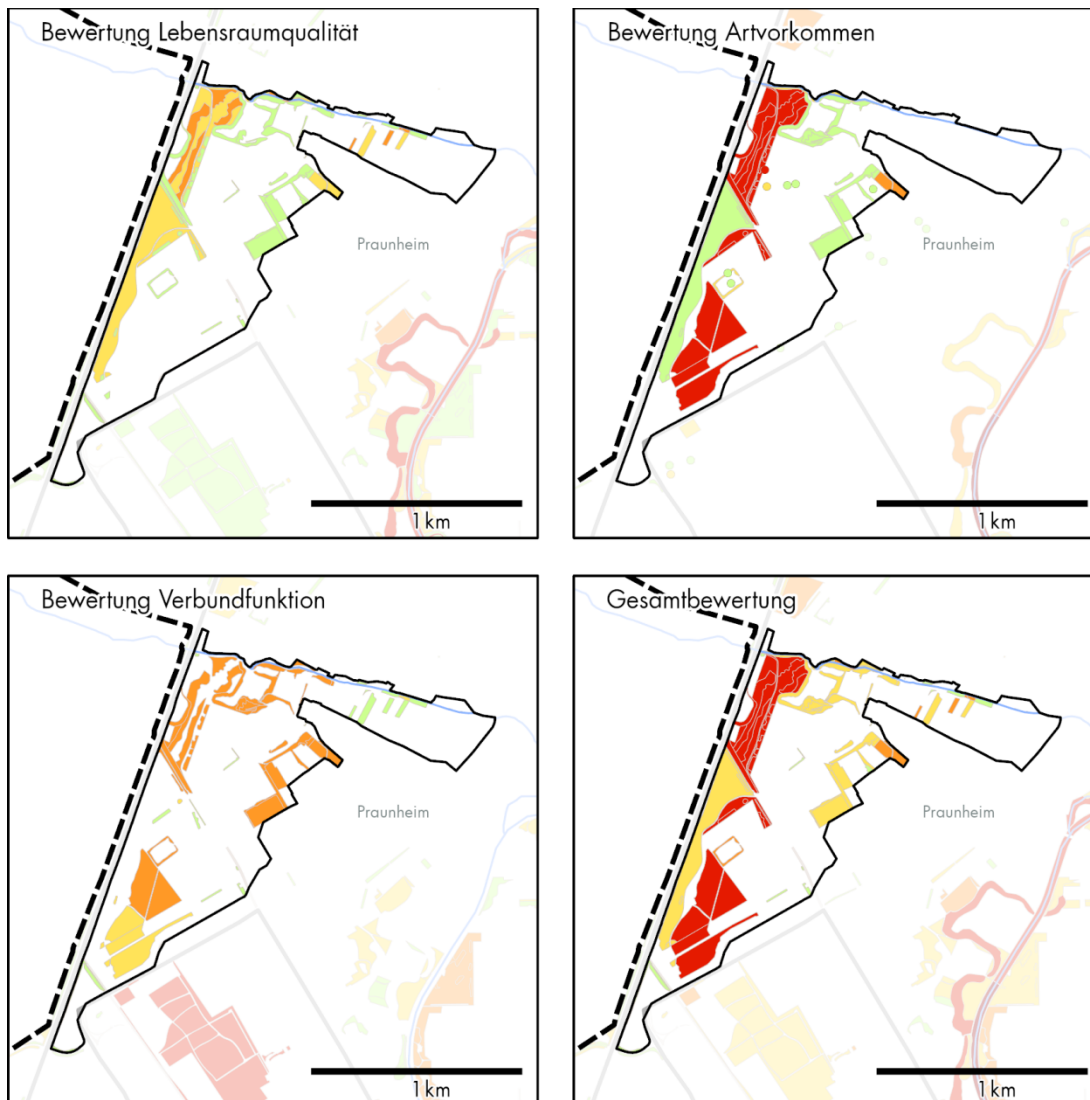 Bewertung Lebensraumqualität
Praunheim
1 km
Bewertung Artvorkommen
Praunheim
1 km
Bewertung Verbundfunktion
Praunheim
1 km
Gesamtbewertung
Praunheim
1 km